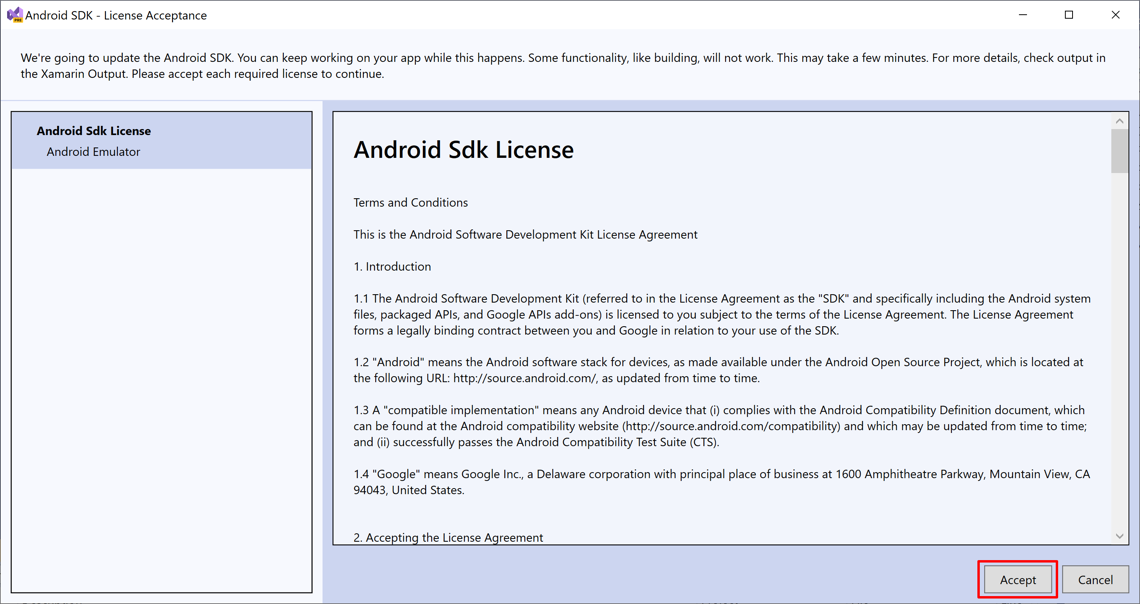 Android SDK - License Acceptance
We're going to update the Android SDK. You can keep working on your app while this happens. Some functionality, like building, will not work. This may take a few minutes. For more details, check output in
the Xamarin Output. Please accept each required license to continue.
Android Sdk License
Android Emulator
Android Sdk License
Terms and Conditions
This is the Android Software Development Kit License Agreement
1. Introduction
1.1 The Android Software Development Kit (referred to in the License Agreement as the "SDK" and specifically including the Android system
files, packaged APIs, and Google APIs add-ons) is licensed to you subject to the terms of the License Agreement. The License Agreement
forms a legally binding contract between you and Google in relation to your use of the SDK.
1.2 "Android" means the Android software stack for devices, as made available under the Android Open Source Project, which is located at
the following URL: http://source.android.com/, as updated from time to time.
1.3 A "compatible implementation" means any Android device that (i) complies with the Android Compatibility Definition document, which
can be found at the Android compatibility website (http://source.android.com/compatibility) and which may be updated from time to time;
and (ii) successfully passes the Android Compatibility Test Suite (CTS).
1.4 "Google" means Google Inc., a Delaware corporation with principal place of business at 1600 Amphitheatre Parkway, Mountain View, CA
94043, United States.
2. Accepting the License Agreement
Accept
Cancel